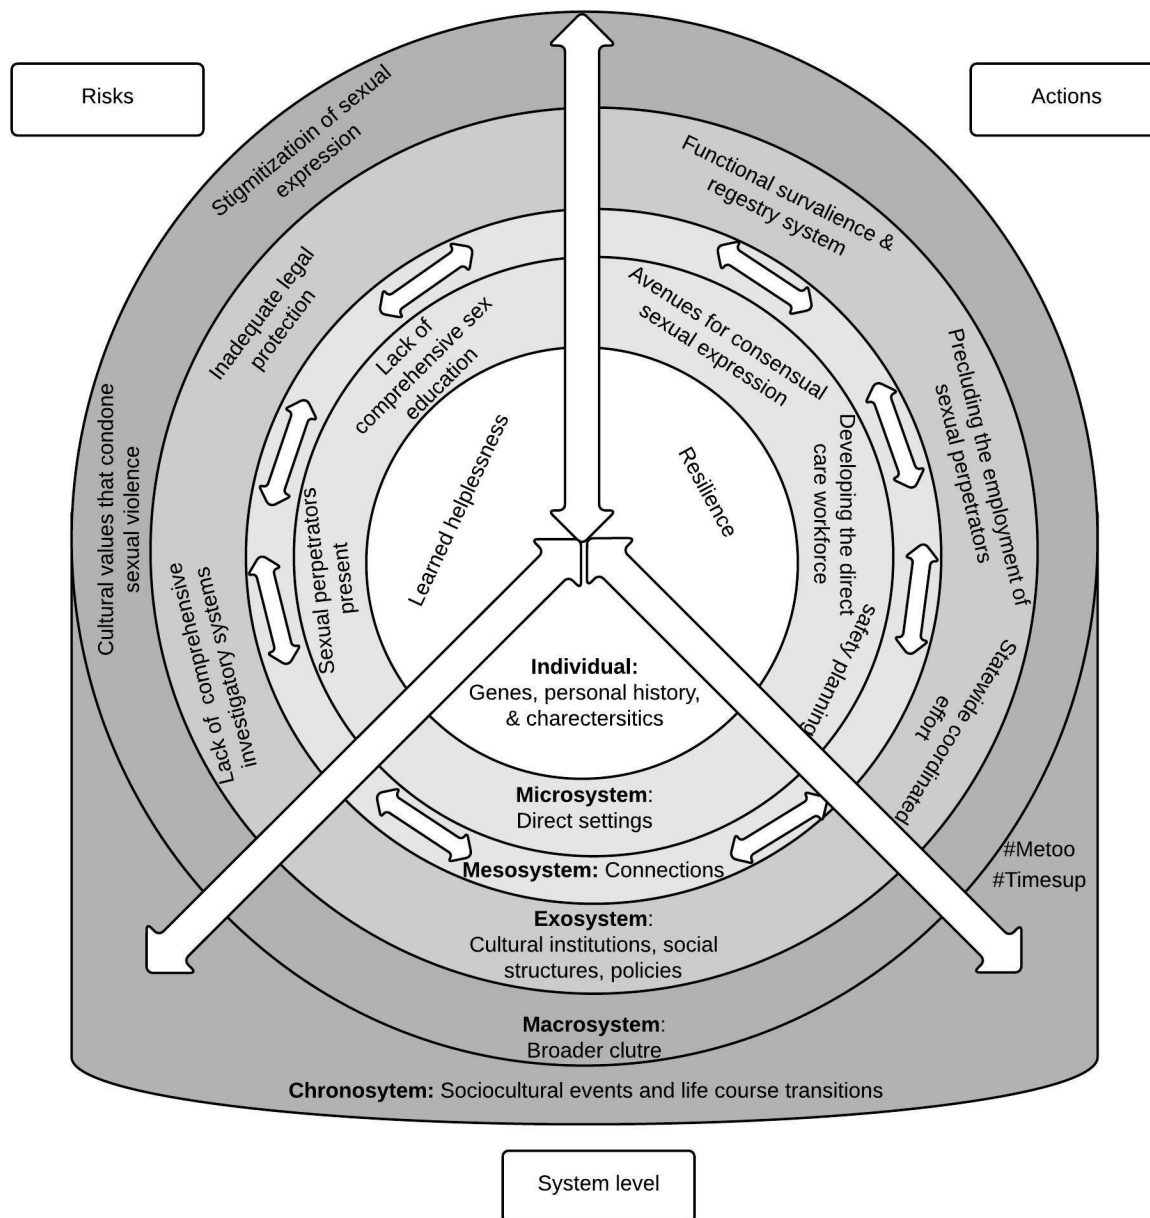 Risks
Actions
Stigmitizatioin of sexual
expression
Functional survalience &
regestry system
Inadequate legal
protection
Avenues for consensual
sexual expression
Lack of
comprehensive sex
education
Precluding the employment of
sexual perpetrators
Cultural values that condone
sexual violence
Learned helplessness
Resilience
Developing the direct
care workforce
Sexual perpetrators
present
Lack of comprehensive
investigatory systems
safety planning
Statewide coordinated
effort
Individual:
Genes, personal history,
& charectersitics
Microsystem:
Direct settings
#Metoo
#Timesup
Mesosystem: Connections
Exosystem:
Cultural institutions, social
structures, policies
Macrosystem:
Broader clutre
Chronosytem: Sociocultural events and life course transitions
System level